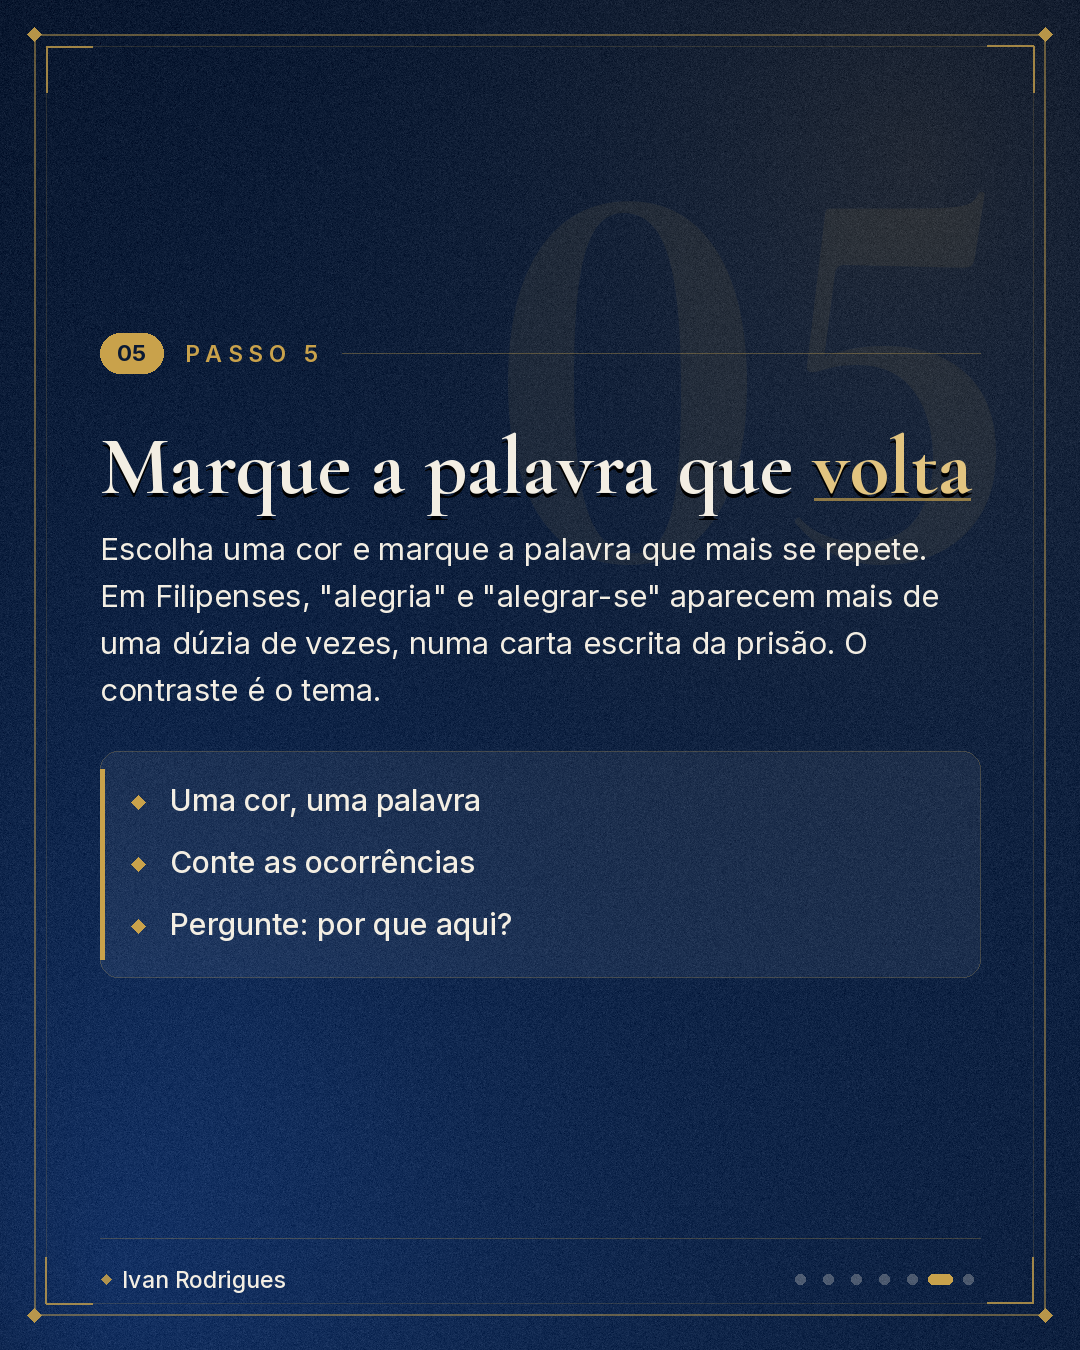 05
05 PASSO 5
Marque a palavra que volta
Escolha uma cor e marque a palavra que mais se repete.
Em Filipenses, "alegria" e "alegrar-se" aparecem mais de
uma dúzia de vezes, numa carta escrita da prisão. O
contraste é o tema.
Uma cor, uma palavra
Conte as ocorrências
Pergunte: por que aqui?
Ivan Rodrigues